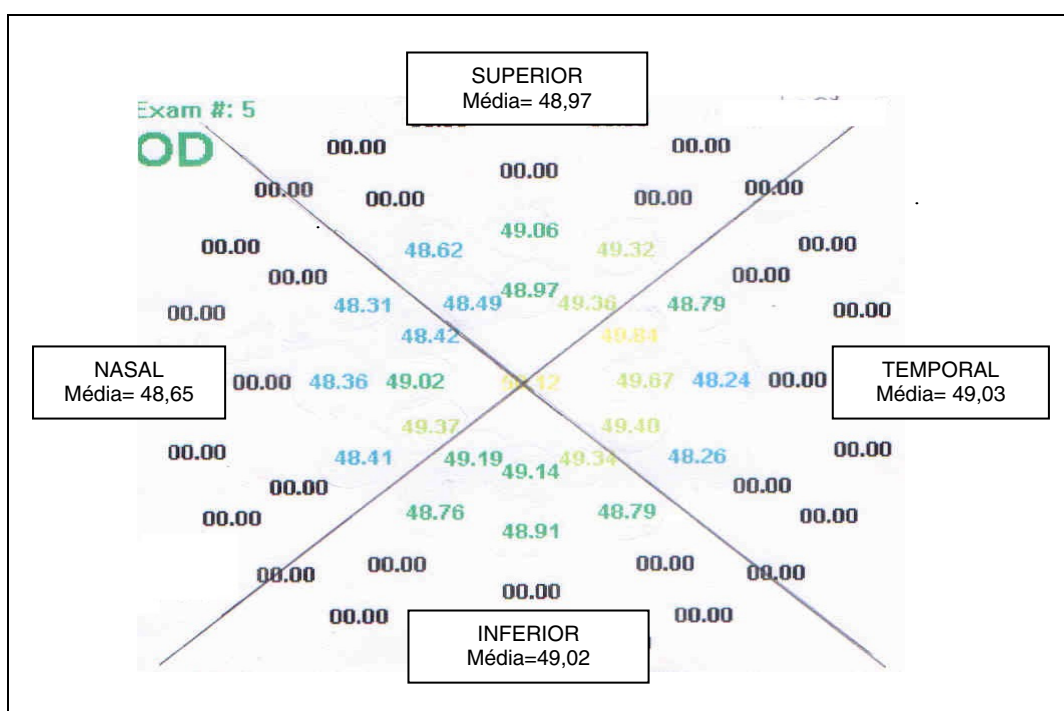 SUPERIOR
Média= 48,97
Exam #: 5
OD
00.00 00.00
00.00
00.00 00.00 00.00 00.00
49.06
00.00 48.62 49.32 00.00
00.00 00.00
48.97
00.00 48.31 48.49 49.36 48.79 00.00
48.42 49.84
NASAL
Média= 48,65
00.00 48.36 49.02 49.67 48.24 00.00
TEMPORAL
Média= 49,03
49.37 49.40
00.00 48.41 49.19 49.34 48.26 00.00
49.14
00.00 00.00
00.00 48.76 48.79 00.00
48.91
00.00 00.00 00.00 00.00
00.00
00.00 00.00
INFERIOR
Média=49,02